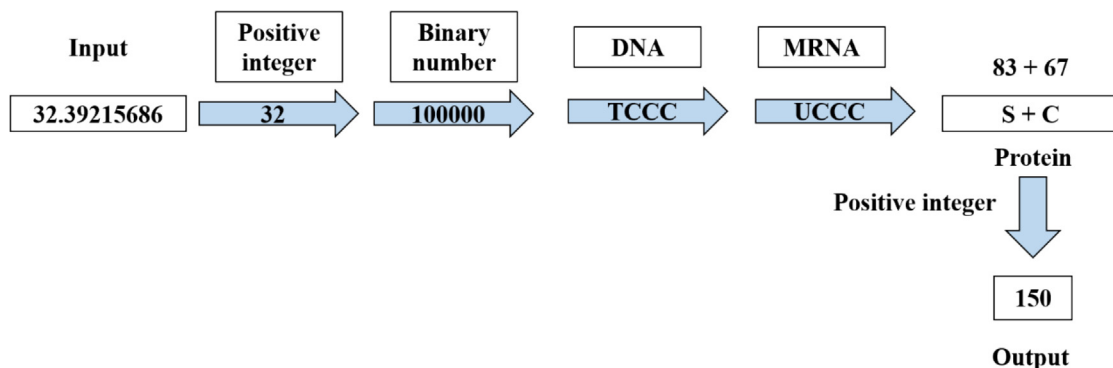 Input
Positive
integer
Binary
number
DNA
MRNA
83 + 67
32.39215686
32
100000
TCCC
UCCC
S + C
Protein
Positive integer
150
Output